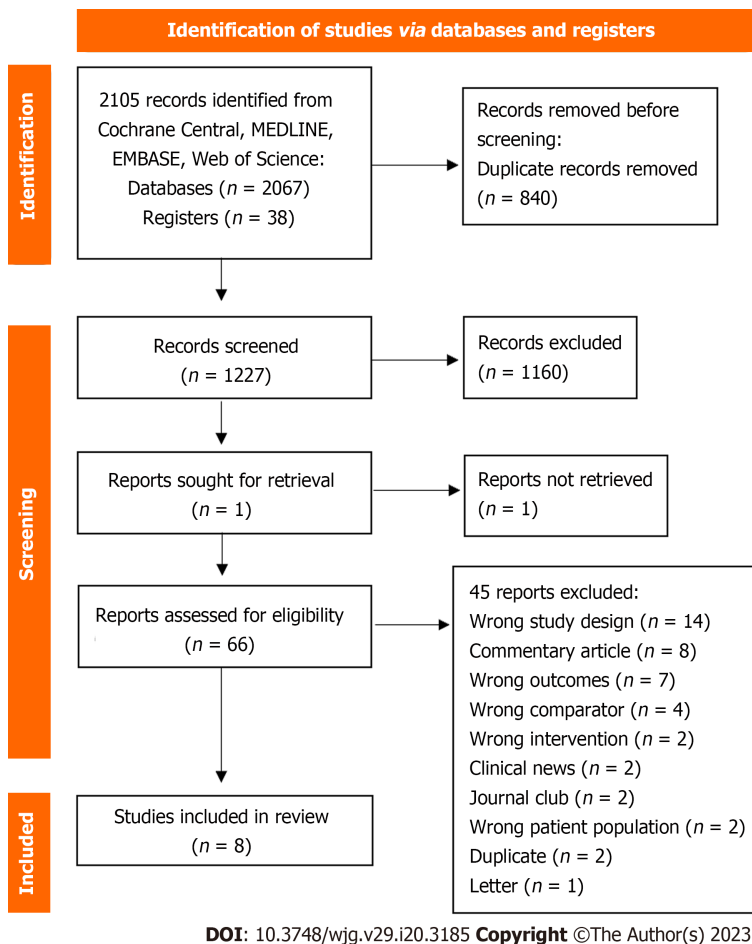 Identification of studies via databases and registers
Identification
2105 records identified from
Cochrane Central, MEDLINE,
EMBASE, Web of Science:
Databases (n = 2067)
Registers (n = 38)
Records removed before
screening:
Duplicate records removed
(n = 840)
Screening
Records screened
(n = 1227)
Records excluded
(n = 1160)
Reports sought for retrieval
(n = 1)
Reports not retrieved
(n = 1)
Reports assessed for eligibility
(n = 66)
45 reports excluded:
Wrong study design (n = 14)
Commentary article (n = 8)
Wrong outcomes (n = 7)
Wrong comparator (n = 4)
Wrong intervention (n = 2)
Clinical news (n = 2)
Journal club (n = 2)
Wrong patient population (n = 2)
Duplicate (n = 2)
Letter (n = 1)
Included
Studies included in review
(n = 8)
DOI: 10.3748/wjg.v29.i20.3185 Copyright ©The Author(s) 2023